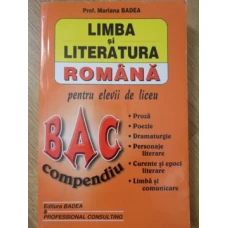 Prof. Mariana BADEA
LIMBA
și
LITERATURA
ROMÂNĂ
pentru elevii de liceu
BAC
compendiu
• Proză
• Poezie
• Dramaturgie
• Personaje
literare
• Curente și epoci
literare
• Limbă și
comunicare
Editura BADEA
&
PROFESSIONAL CONSULTING